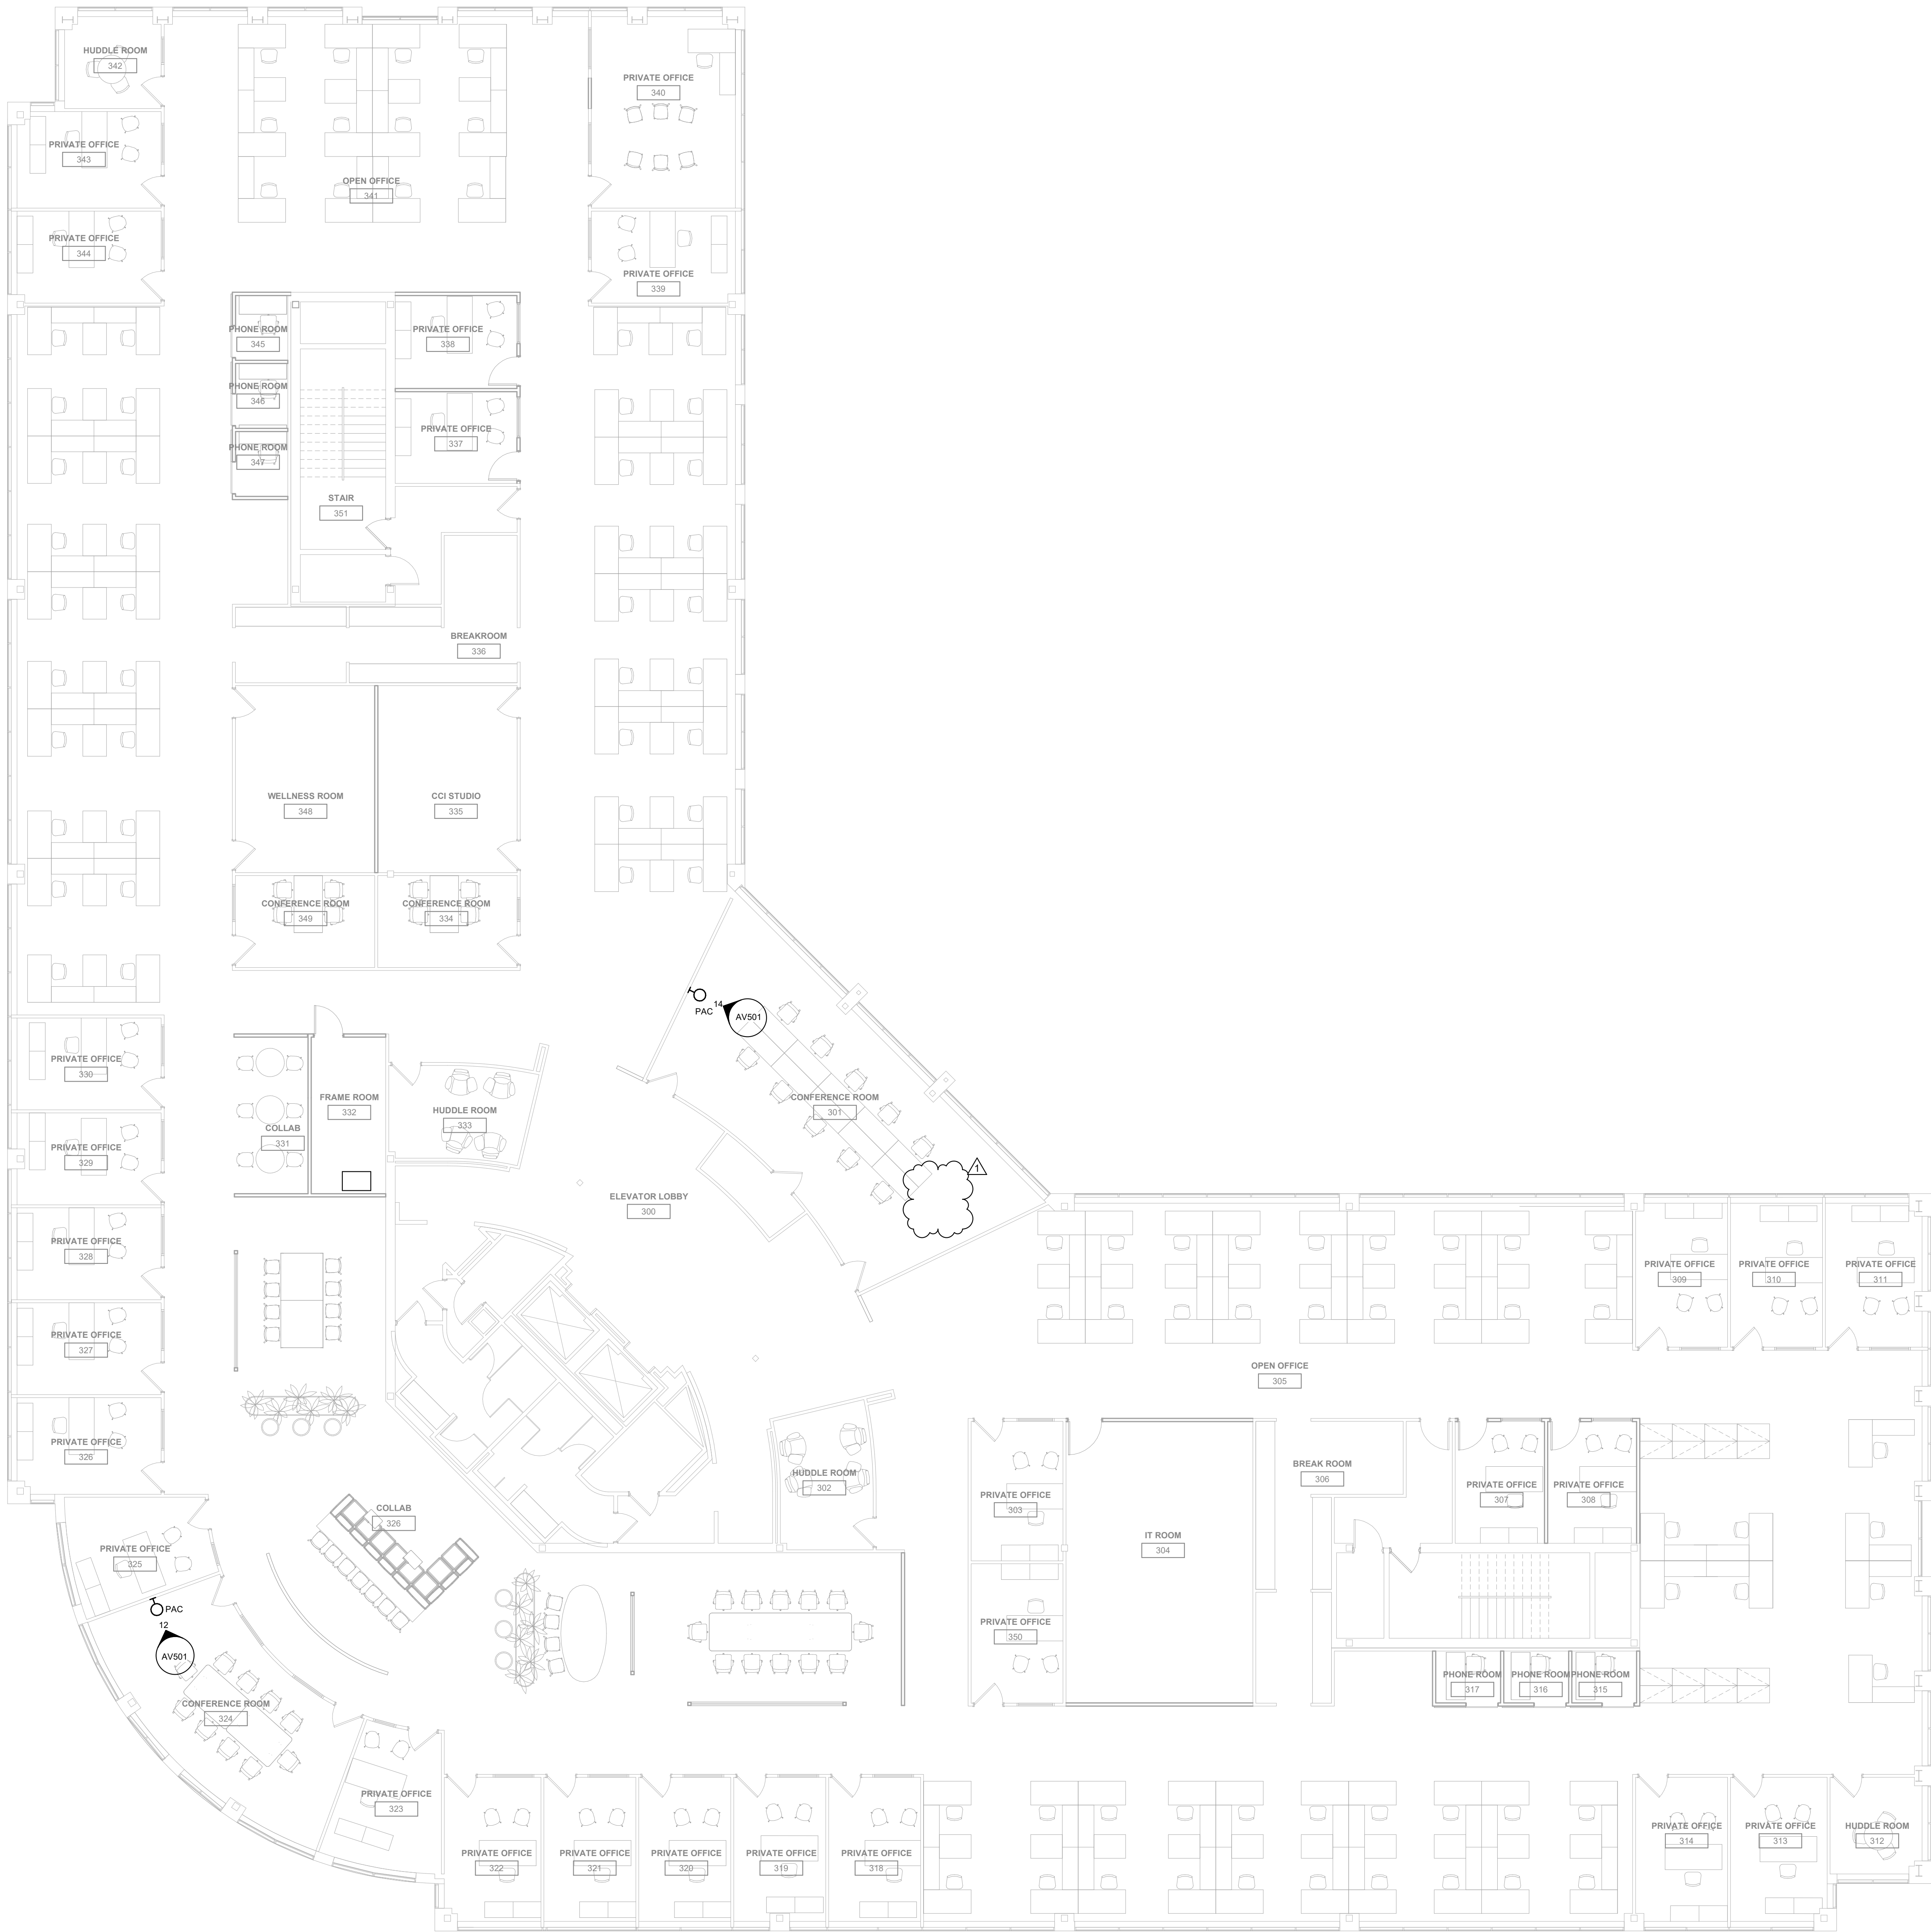 HUDDLE ROOM
342
PRIVATE OFFICE
340
PRIVATE OFFICE
343
OPEN OFFICE
341
PRIVATE OFFICE
344
PRIVATE OFFICE
339
PHONE ROOM
345
PRIVATE OFFICE
338
PHONE ROOM
346
PRIVATE OFFICE
337
PHONE ROOM
347
STAIR
351
BREAKROOM
336
WELLNESS ROOM
348
CCI STUDIO
335
CONFERENCE ROOM
349
CONFERENCE ROOM
334
14
PAC
AV501
PRIVATE OFFICE
330
FRAME ROOM
332
HUDDLE ROOM
333
CONFERENCE ROOM
301
COLLAB
331
PRIVATE OFFICE
329
1
ELEVATOR LOBBY
300
PRIVATE OFFICE
328
PRIVATE OFFICE
309
PRIVATE OFFICE
310
PRIVATE OFFICE
311
PRIVATE OFFICE
327
OPEN OFFICE
305
PRIVATE OFFICE
326
HUDDLE ROOM
302
BREAK ROOM
306
PRIVATE OFFICE
307
PRIVATE OFFICE
308
PRIVATE OFFICE
303
COLLAB
326
IT ROOM
304
PRIVATE OFFICE
325
PAC
12
AV501
PRIVATE OFFICE
350
PHONE ROOM
317
PHONE ROOM
316
PHONE ROOM
315
CONFERENCE ROOM
324
PRIVATE OFFICE
323
PRIVATE OFFICE
322
PRIVATE OFFICE
321
PRIVATE OFFICE
320
PRIVATE OFFICE
319
PRIVATE OFFICE
318
PRIVATE OFFICE
314
PRIVATE OFFICE
313
HUDDLE ROOM
312